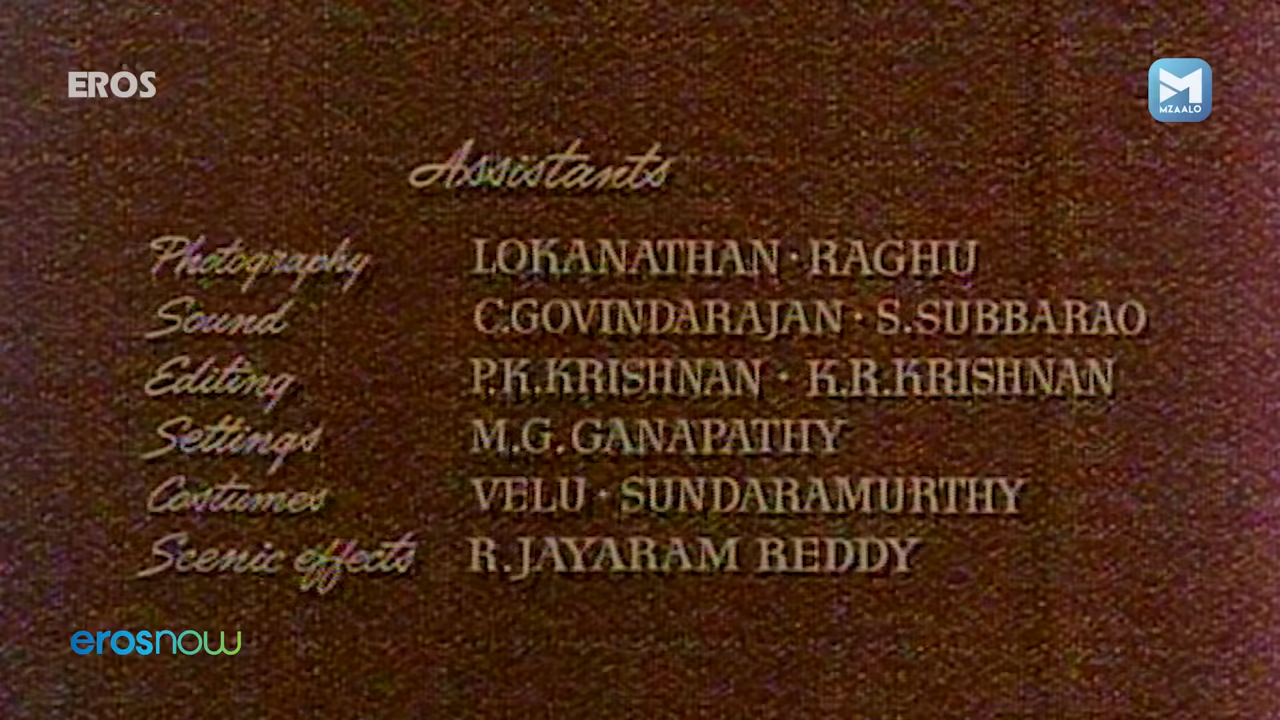 EROS
MZAALO
Assistants
Photography LOKANATHAN · RAGHU
Sound C.GOVINDARAJAN · S.SUBBARAO
Editing P.K.KRISHNAN · K.R.KRISHNAN
Settings M.G.GANAPATHY
Costumes VELU · SUNDARAMURTHY
Scenic effects R.JAYARAM REDDY
erosnow